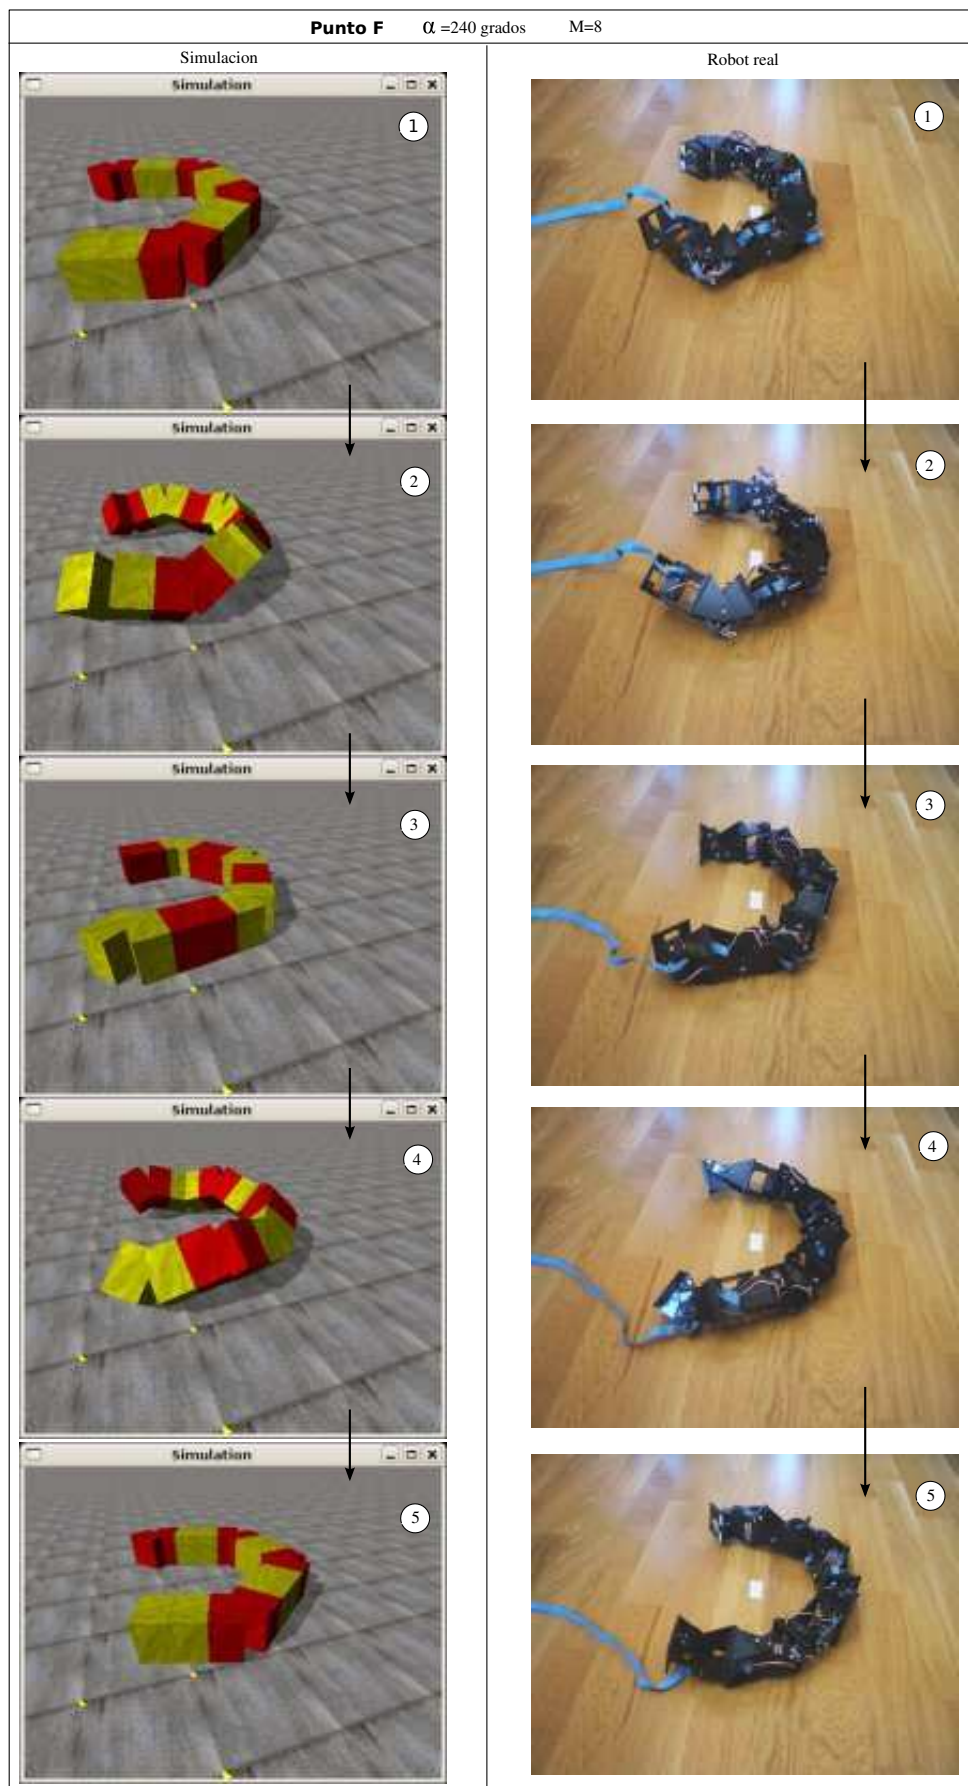 Punto F α =240 grados M=8
Simulacion Robot real
Simulation
1 1
Simulation
2 2
Simulation
3 3
Simulation
4 4
Simulation
5 5